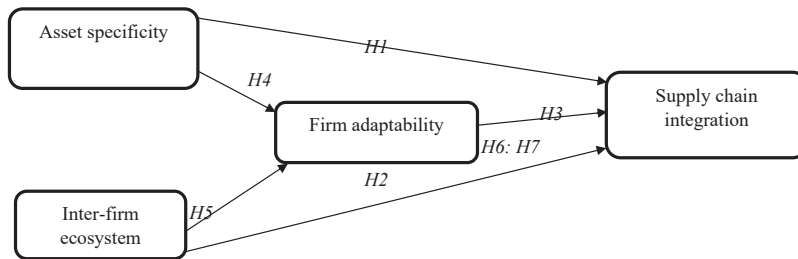 Asset specificity
H1
H4
Supply chain
integration
Firm adaptability
H3
H6: H7
H2
Inter-firm
ecosystem
H5